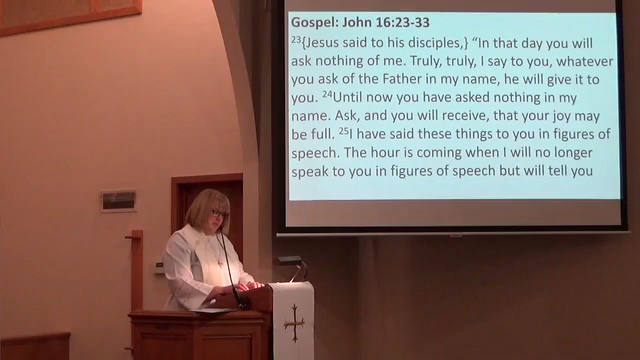 Gospel: John 16:23-33
23{Jesus said to his disciples,} “In that day you will
ask nothing of me. Truly, truly, I say to you, whatever
you ask of the Father in my name, he will give it to
you. 24Until now you have asked nothing in my
name. Ask, and you will receive, that your joy may
be full. 25I have said these things to you in figures of
speech. The hour is coming when I will no longer
speak to you in figures of speech but will tell you